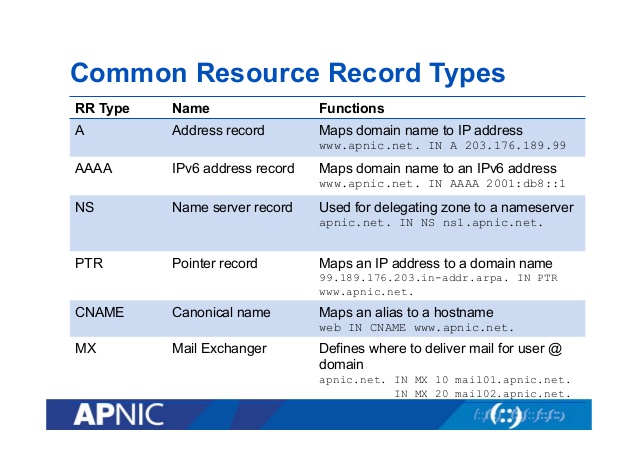 Common Resource Record Types
RR Type Name Functions
A Address record Maps domain name to IP address
www.apnic.net. IN A 203.176.189.99
AAAA IPv6 address record Maps domain name to an IPv6 address
www.apnic.net. IN AAAA 2001:db8::1
NS Name server record Used for delegating zone to a nameserver
apnic.net. IN NS ns1.apnic.net.
PTR Pointer record Maps an IP address to a domain name
99.189.176.203.in-addr.arpa. IN PTR
www.apnic.net.
CNAME Canonical name Maps an alias to a hostname
web IN CNAME www.apnic.net.
MX Mail Exchanger Defines where to deliver mail for user @
domain
apnic.net. IN MX 10 mail01.apnic.net.
IN MX 20 mail02.apnic.net.
APNIC